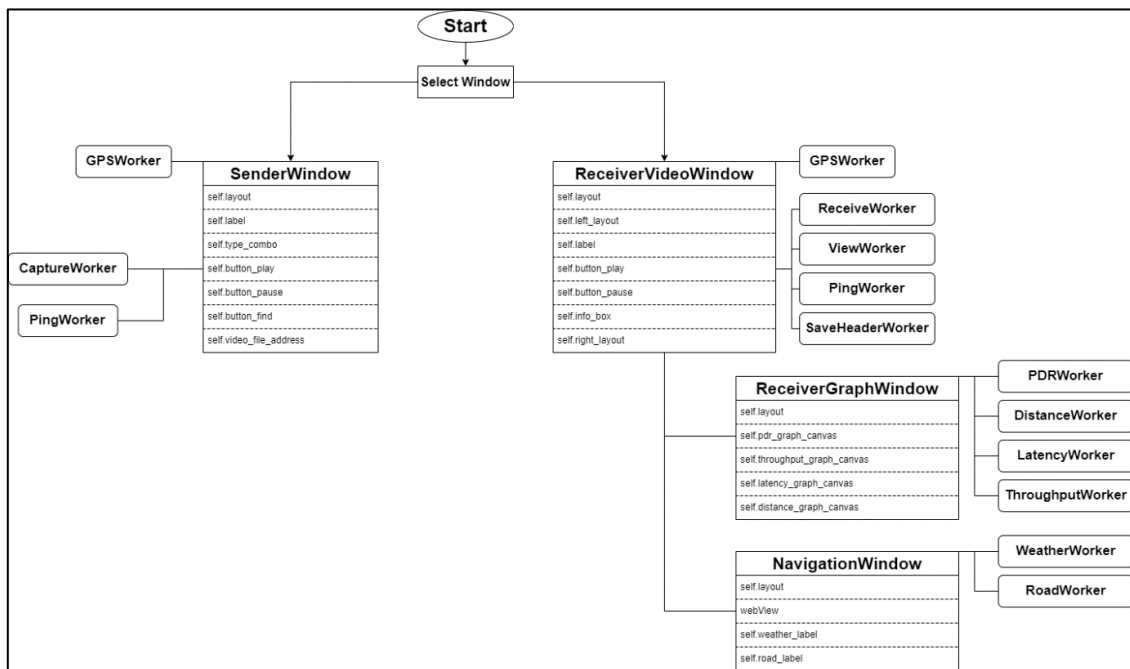 Start
Select Window
GPSWorker
SenderWindow
self.layout
self.label
self.type_combo
self.button_play
self.button_pause
self.button_find
self.video_file_address
CaptureWorker
PingWorker
ReceiverVideoWindow
self.layout
self.left_layout
self.label
self.button_play
self.button_pause
self.info_box
self.right_layout
GPSWorker
ReceiveWorker
ViewWorker
PingWorker
SaveHeaderWorker
ReceiverGraphWindow
self.layout
self.pdr_graph_canvas
self.throughput_graph_canvas
self.latency_graph_canvas
self.distance_graph_canvas
PDRWorker
DistanceWorker
LatencyWorker
ThroughputWorker
NavigationWindow
self.layout
webView
self.weather_label
self.road_label
WeatherWorker
RoadWorker